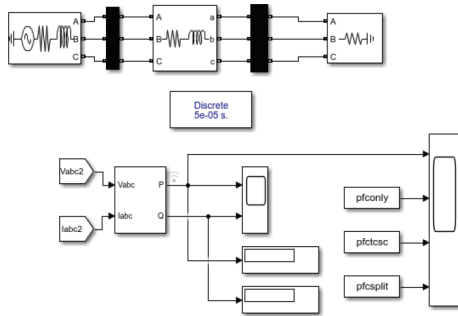 A
B
C
A
B
C
A
B
C
a
b
c
A
B
C
Discrete
5e-05 s.
Vabc2
Iabc2
Vabc
Iabc
P
Q
pfconly
pfctcsc
pfcsplit